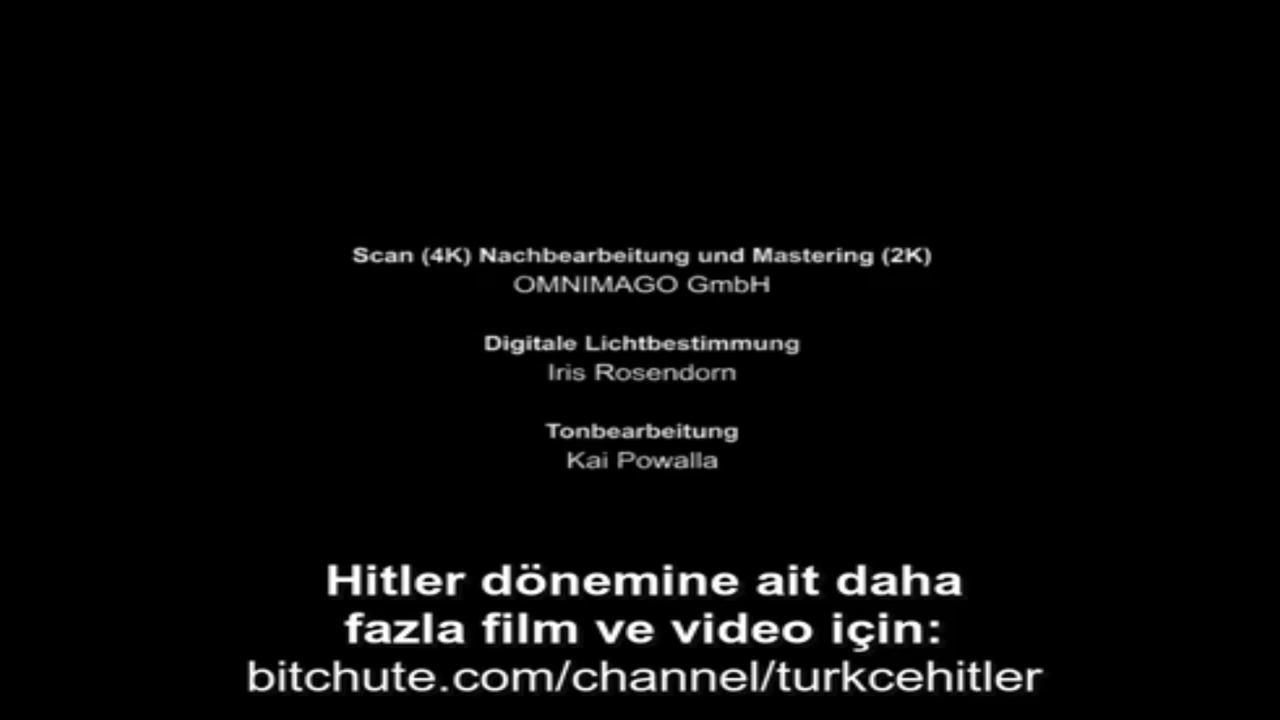 Scan (4K) Nachbearbeitung und Mastering (2K)
OMNIMAGO GmbH
Digitale Lichtbestimmung
Iris Rosendorn
Tonbearbeitung
Kai Powalla
Hitler dönemine ait daha
fazla film ve video için:
bitchute.com/channel/turkcehitler